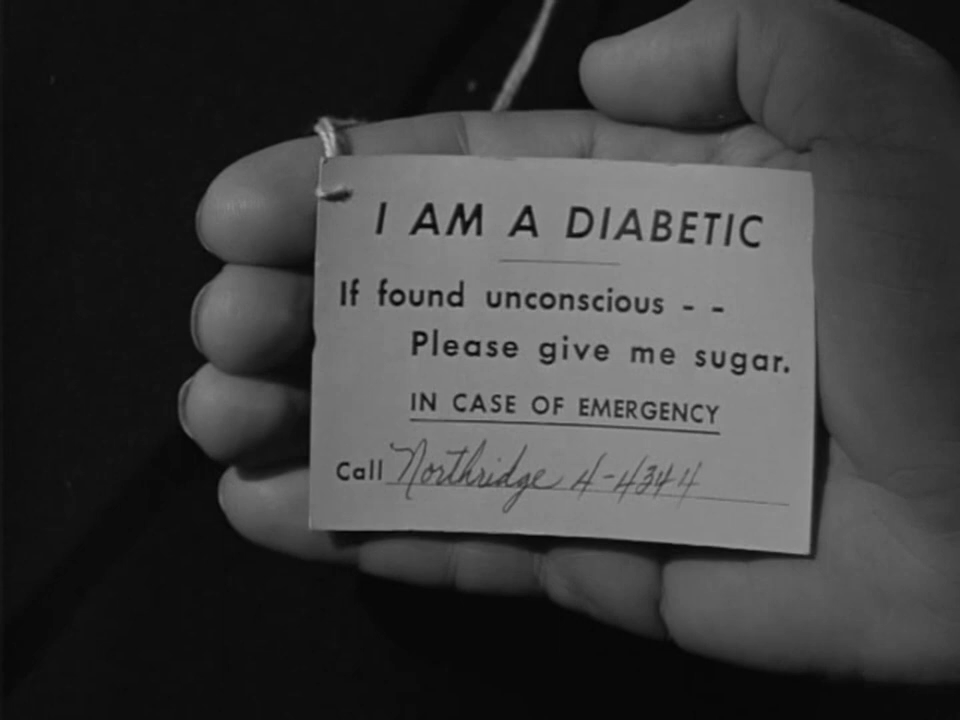 I AM A DIABETIC
If found unconscious - -
Please give me sugar.
IN CASE OF EMERGENCY
Call Northridge 4-4344